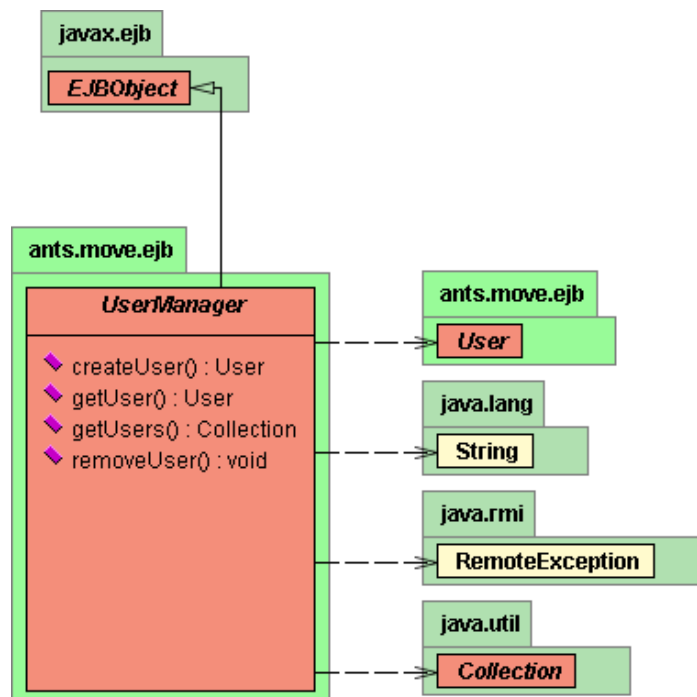 javax.ejb
EJBObject
ants.move.ejb
UserManager
createUser() : User
getUser() : User
getUsers() : Collection
removeUser() : void
ants.move.ejb
User
java.lang
String
java.rmi
RemoteException
java.util
Collection